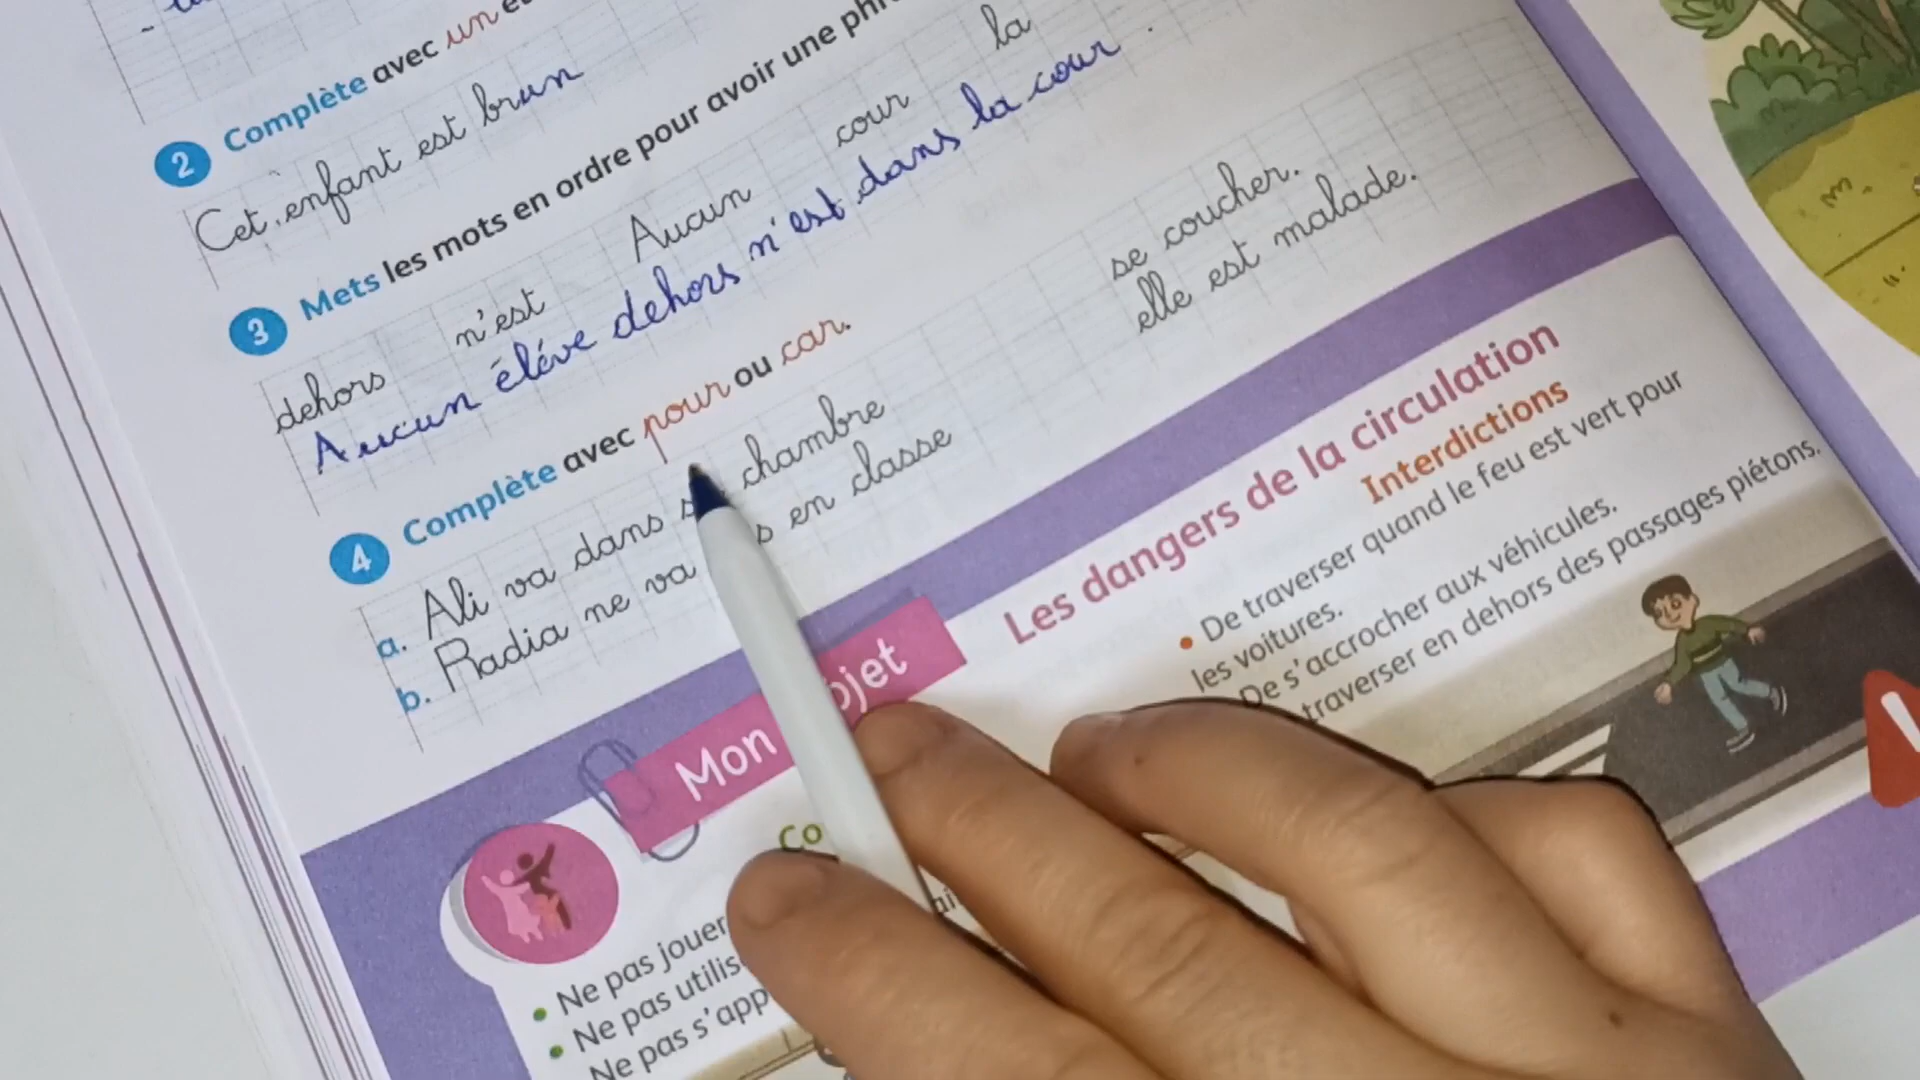 2 Complète avec un
Cet enfant est brun
3 Mets les mots en ordre pour avoir une
dehors n'est Aucun cour la
Aucun éléve dehors n'est dans la cour .
4 Complète avec pour ou car.
a. Ali va dans chambre se coucher.
b. Radia ne va en classe elle est malade.
Mon
Les dangers de la circulation
Interdictions
• De traverser quand le feu est vert pour
les voitures.
De s'accrocher aux véhicules.
traverser en dehors des passages piétons.
Co
• Ne pas jouer
• Ne pas utilis
Ne pas s'app